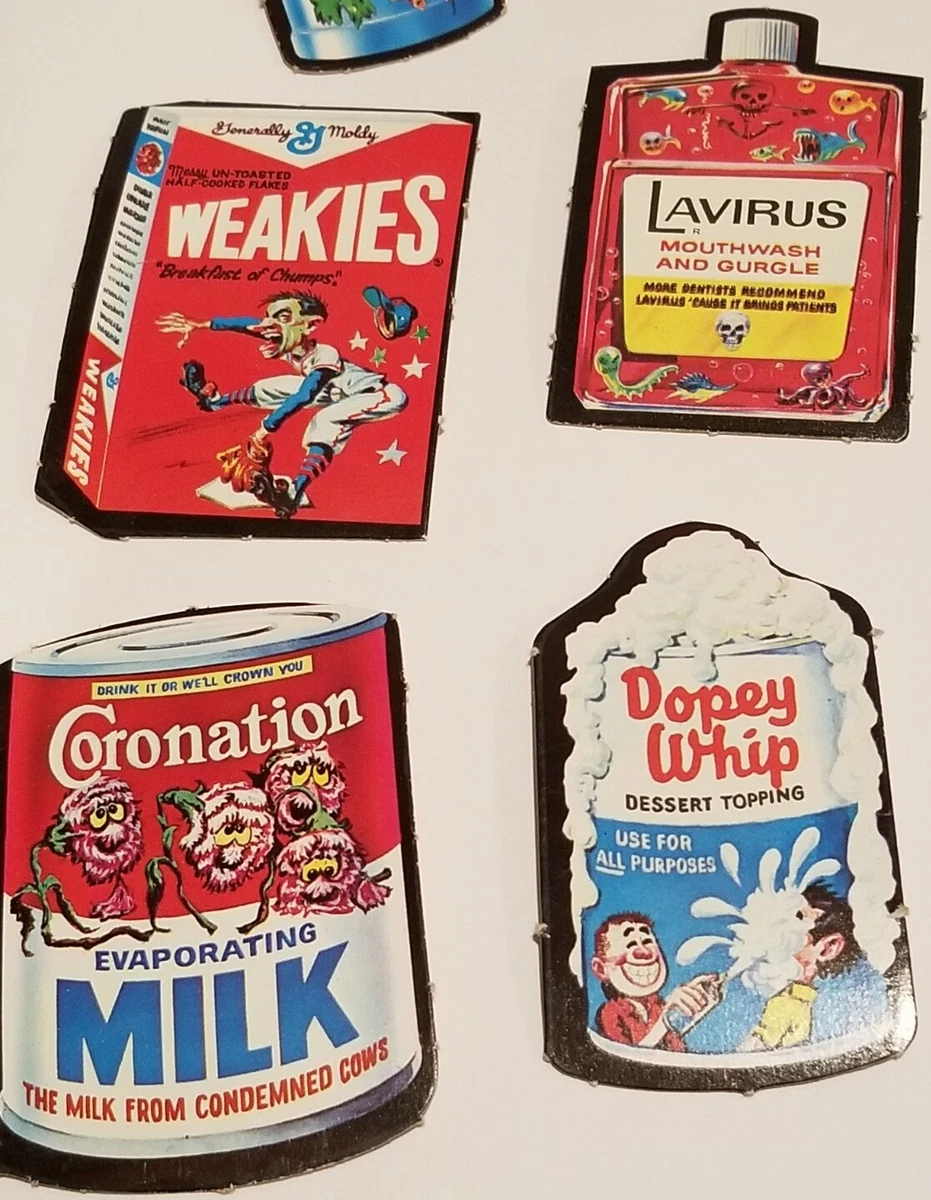 Generally G Moldy
Messy UN-TOASTED
HALF-COOKED FLAKES
WEAKIES®
"Breakfast of Chumps."
WEAKIES
LAVIRUS
R
MOUTHWASH
AND GURGLE
MORE DENTISTS RECOMMEND
LAVIRUS 'CAUSE IT BRINGS PATIENTS
DRINK IT OR WE'LL CROWN YOU
Coronation
EVAPORATING
MILK
THE MILK FROM CONDEMNED COWS
Dopey
Whip
DESSERT TOPPING
USE FOR
ALL PURPOSES